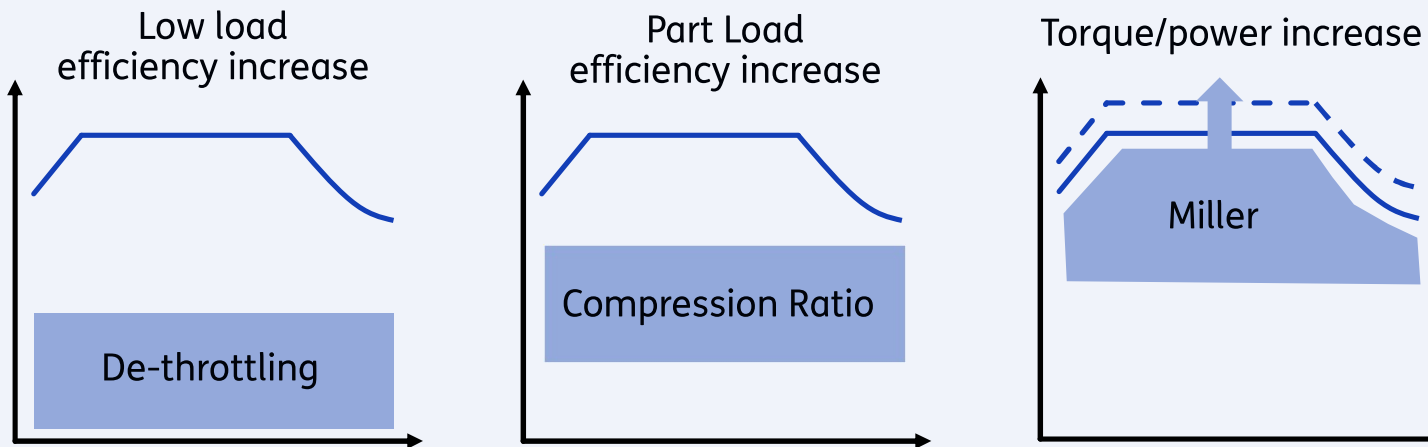 Low load
efficiency increase
De-throttling
Part Load
efficiency increase
Compression Ratio
Torque/power increase
Miller